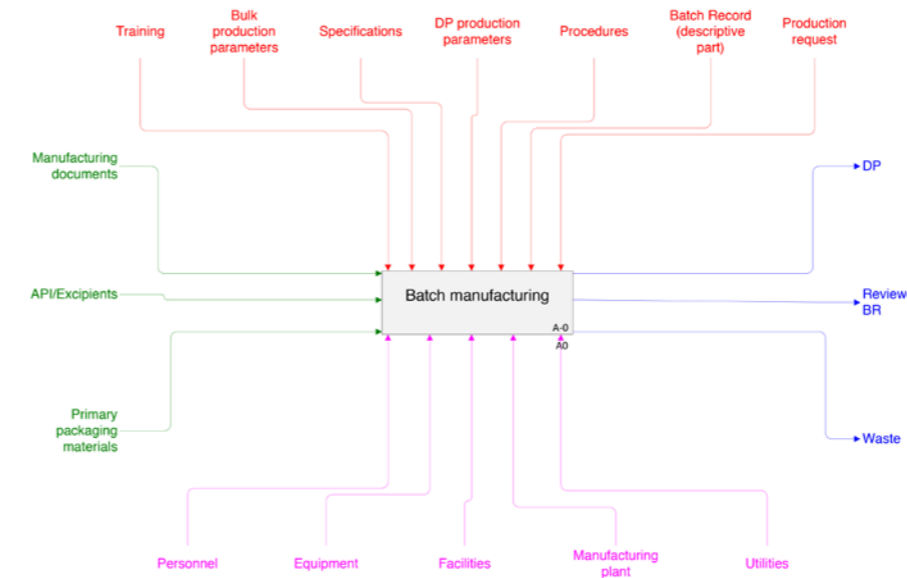 Training
Bulk
production
parameters
Specifications
DP production
parameters
Procedures
Batch Record
(descriptive
part)
Production
request
Manufacturing
documents
DP
API/Excipients
Batch manufacturing
A-0
A0
Review
BR
Primary
packaging
materials
Waste
Personnel
Equipment
Facilities
Manufacturing
plant
Utilities